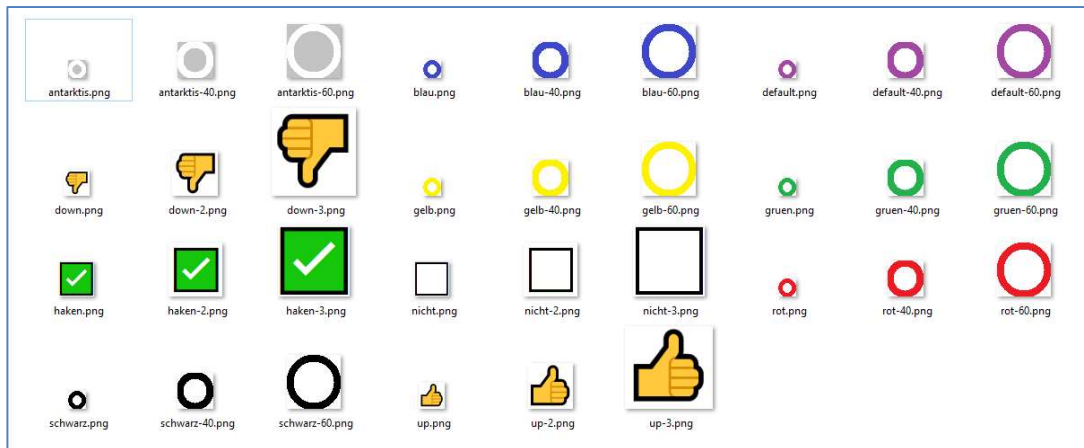 antarktis.png antarktis-40.png antarktis-60.png blau.png blau-40.png blau-60.png default.png default-40.png default-60.png
down.png down-2.png down-3.png gelb.png gelb-40.png gelb-60.png gruen.png gruen-40.png gruen-60.png
haken.png haken-2.png haken-3.png nicht.png nicht-2.png nicht-3.png rot.png rot-40.png rot-60.png
schwarz.png schwarz-40.png schwarz-60.png up.png up-2.png up-3.png